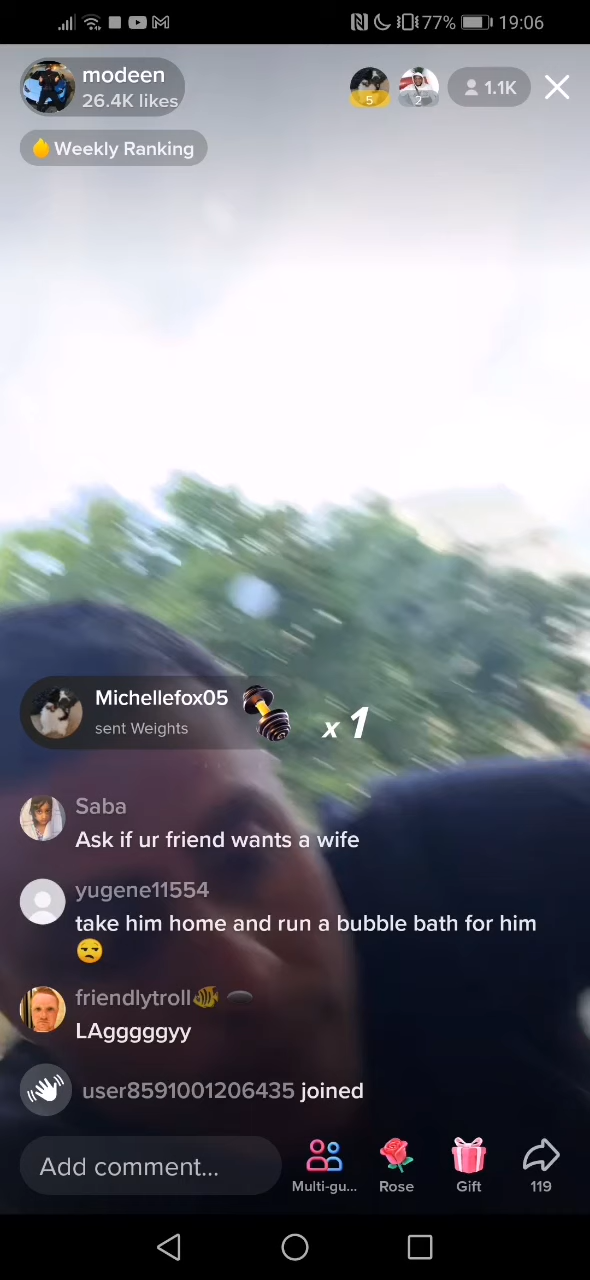 77% 19:06
modeen
26.4K likes
5
2
1.1K
Weekly Ranking
Michellefox05
sent Weights
x 1
Saba
Ask if ur friend wants a wife
yugene11554
take him home and run a bubble bath for him
😒
friendlytroll🐠🕳️
LAgggggyy
user8591001206435 joined
Add comment...
Multi-gu...
Rose
Gift
119